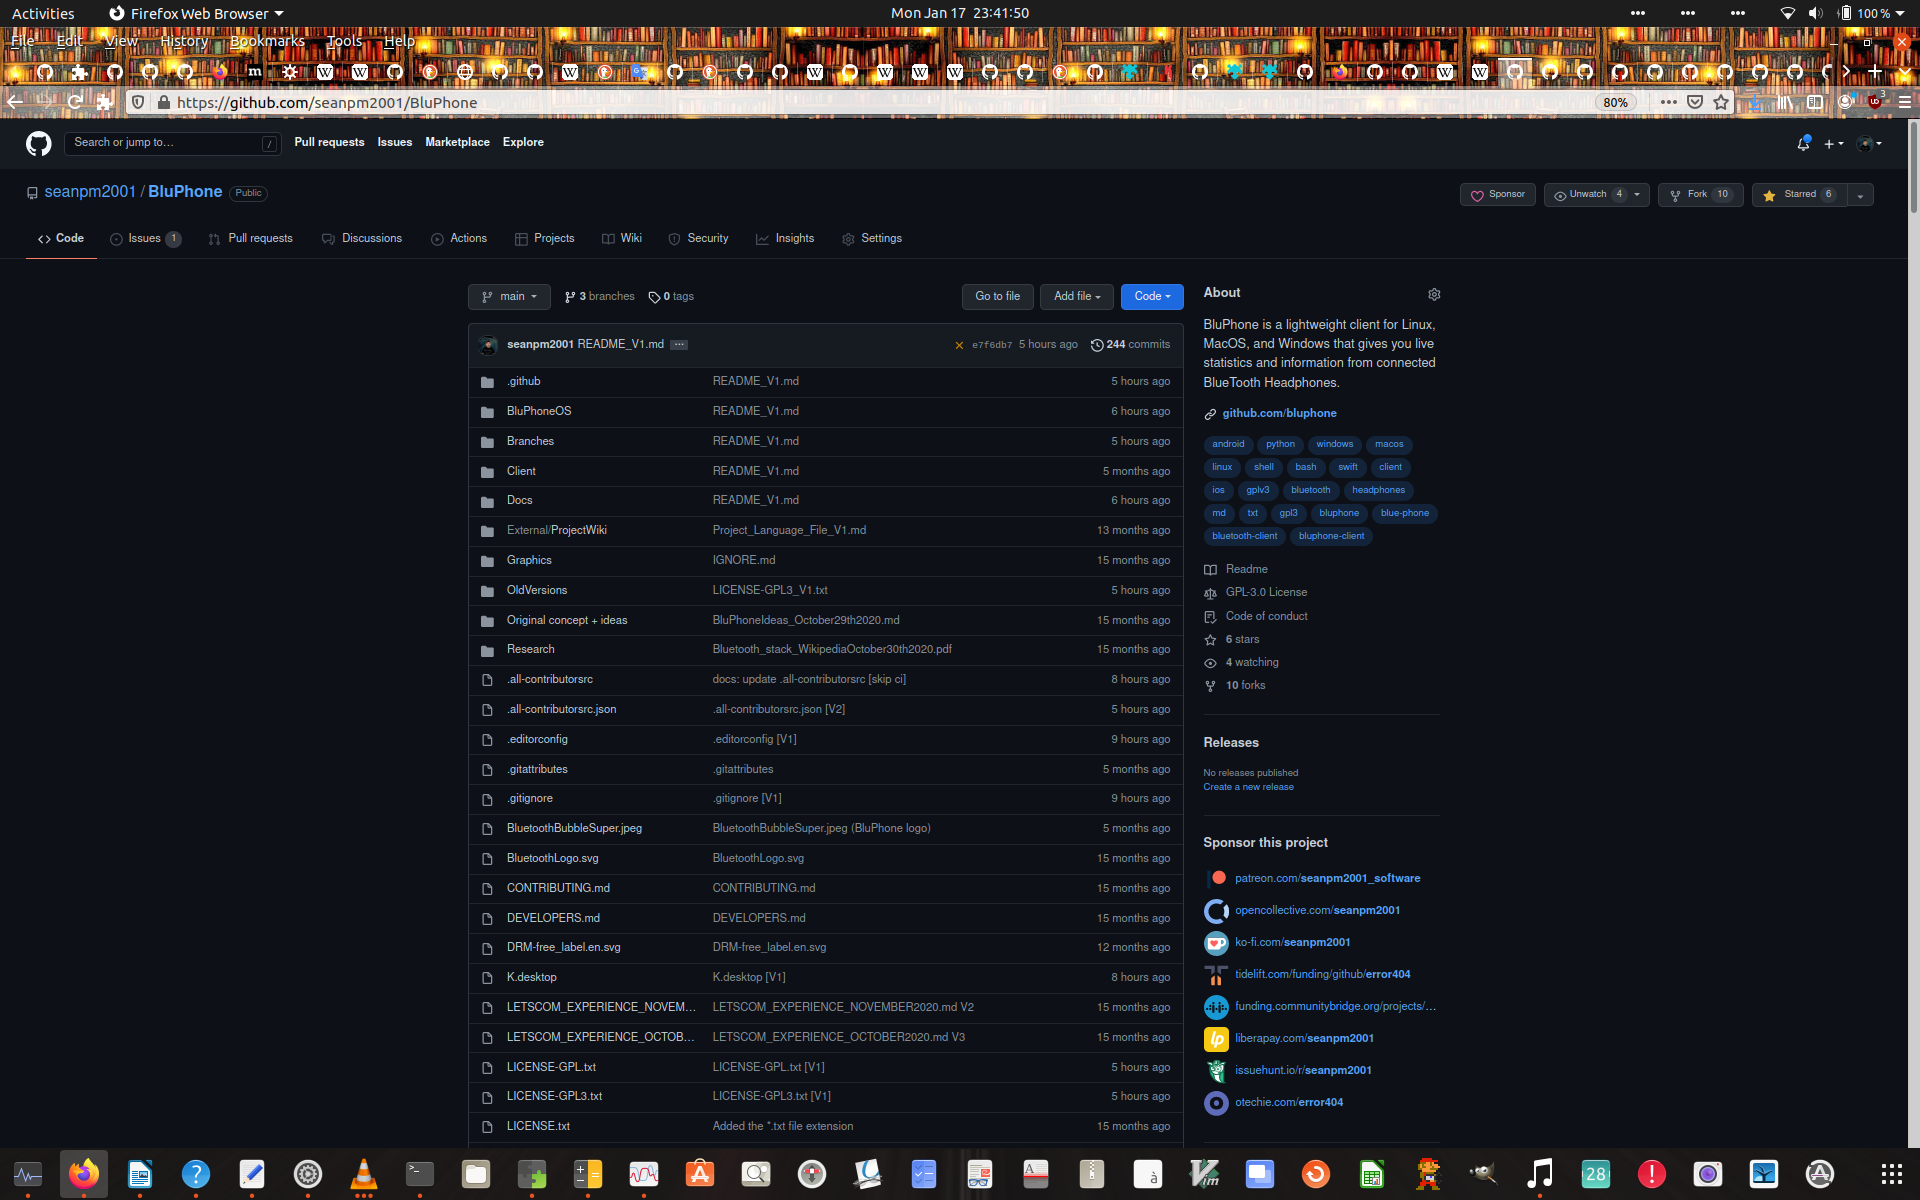 Activities Firefox Web Browser Mon Jan 17 23:41:50 100 %
File Edit View History Bookmarks Tools Help
https://github.com/seanpm2001/BluPhone 80% 3
Search or jump to… / Pull requests Issues Marketplace Explore
seanpm2001 / BluPhone Public Sponsor Unwatch 4 Fork 10 Starred 6
Code Issues 1 Pull requests Discussions Actions Projects Wiki Security Insights Settings
main 3 branches 0 tags Go to file Add file Code
seanpm2001 README_V1.md ... e7f6db7 5 hours ago 244 commits
.github README_V1.md 5 hours ago
BluPhoneOS README_V1.md 6 hours ago
Branches README_V1.md 5 hours ago
Client README_V1.md 5 months ago
Docs README_V1.md 6 hours ago
External/ProjectWiki Project_Language_File_V1.md 13 months ago
Graphics IGNORE.md 15 months ago
OldVersions LICENSE-GPL3_V1.txt 5 hours ago
Original concept + ideas BluPhoneIdeas_October29th2020.md 15 months ago
Research Bluetooth_stack_WikipediaOctober30th2020.pdf 15 months ago
.all-contributorsrc docs: update .all-contributorsrc [skip ci] 8 hours ago
.all-contributorsrc.json .all-contributorsrc.json [V2] 5 hours ago
.editorconfig .editorconfig [V1] 9 hours ago
.gitattributes .gitattributes 5 months ago
.gitignore .gitignore [V1] 9 hours ago
BluetoothBubbleSuper.jpeg BluetoothBubbleSuper.jpeg (BluPhone logo) 5 months ago
BluetoothLogo.svg BluetoothLogo.svg 15 months ago
CONTRIBUTING.md CONTRIBUTING.md 15 months ago
DEVELOPERS.md DEVELOPERS.md 15 months ago
DRM-free_label.en.svg DRM-free_label.en.svg 12 months ago
K.desktop K.desktop [V1] 8 hours ago
LETSCOM_EXPERIENCE_NOVEM… LETSCOM_EXPERIENCE_NOVEMBER2020.md V2 15 months ago
LETSCOM_EXPERIENCE_OCTOB… LETSCOM_EXPERIENCE_OCTOBER2020.md V3 15 months ago
LICENSE-GPL.txt LICENSE-GPL.txt [V1] 5 hours ago
LICENSE-GPL3.txt LICENSE-GPL3.txt [V1] 5 hours ago
LICENSE.txt Added the *.txt file extension 15 months ago
About
BluPhone is a lightweight client for Linux,
MacOS, and Windows that gives you live
statistics and information from connected
BlueTooth Headphones.
github.com/bluphone
android python windows macos
linux shell bash swift client
ios gplv3 bluetooth headphones
md txt gpl3 bluphone blue-phone
bluetooth-client bluphone-client
Readme
GPL-3.0 License
Code of conduct
6 stars
4 watching
10 forks
Releases
No releases published
Create a new release
Sponsor this project
patreon.com/seanpm2001_software
opencollective.com/seanpm2001
ko-fi.com/seanpm2001
tidelift.com/funding/github/error404
funding.communitybridge.org/projects/…
liberapay.com/seanpm2001
issuehunt.io/r/seanpm2001
otechie.com/error404
28